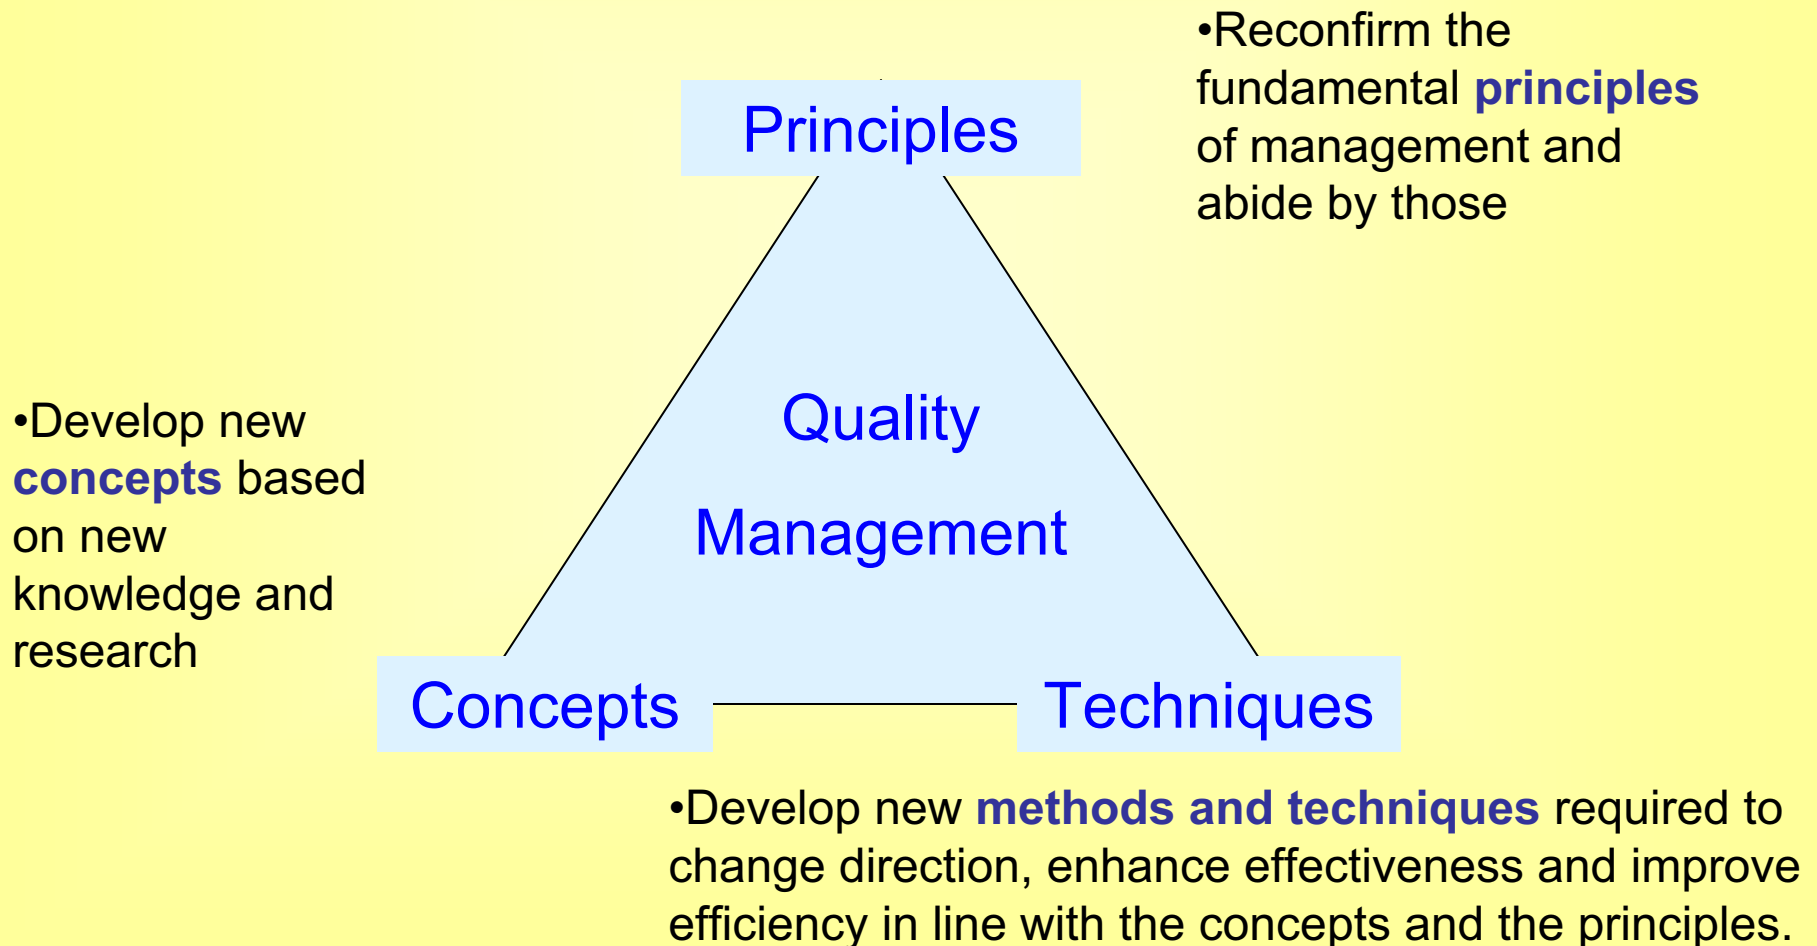 •Reconfirm the
fundamental principles
of management and
abide by those
Principles
Quality
Management
•Develop new
concepts based
on new
knowledge and
research
Concepts
Techniques
•Develop new methods and techniques required to
change direction, enhance effectiveness and improve
efficiency in line with the concepts and the principles.